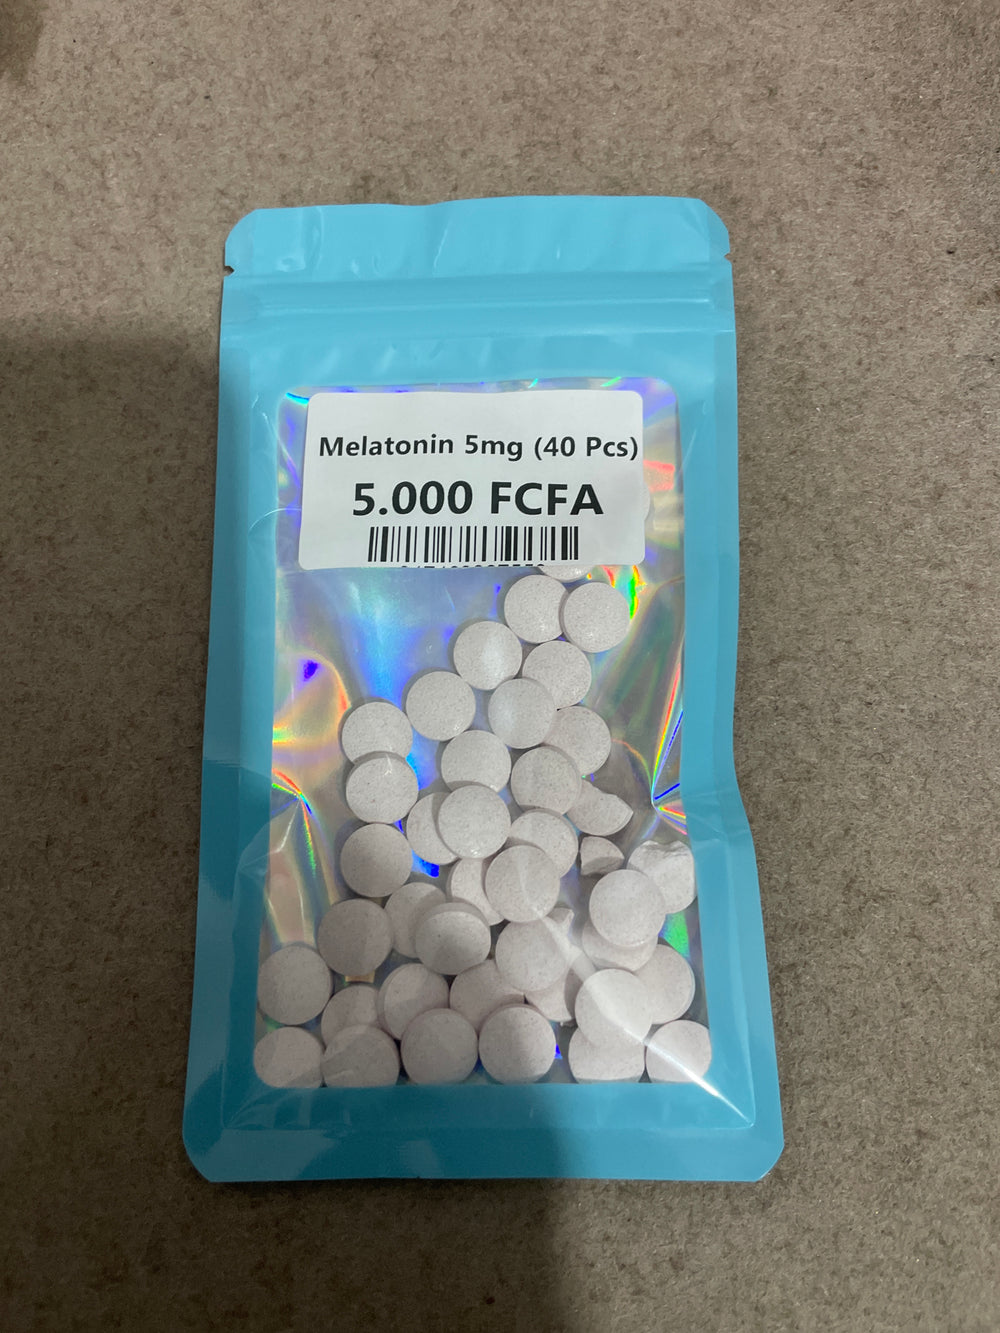 Melatonin 5mg (40 Pcs)
5.000 FCFA